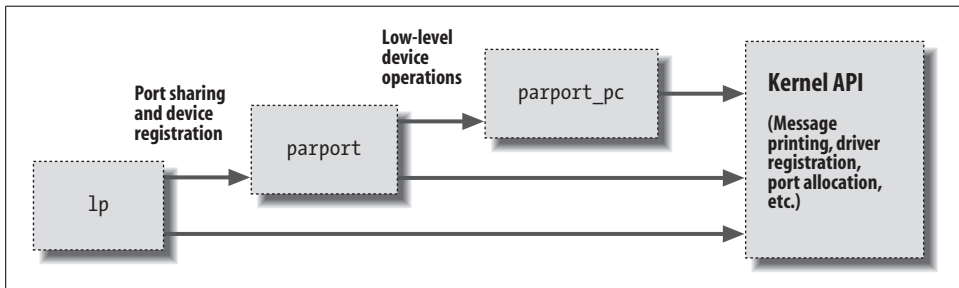 Low-level
device
operations
Port sharing
and device
registration
parport_pc
parport
lp
Kernel API
(Message
printing, driver
registration,
port allocation,
etc.)